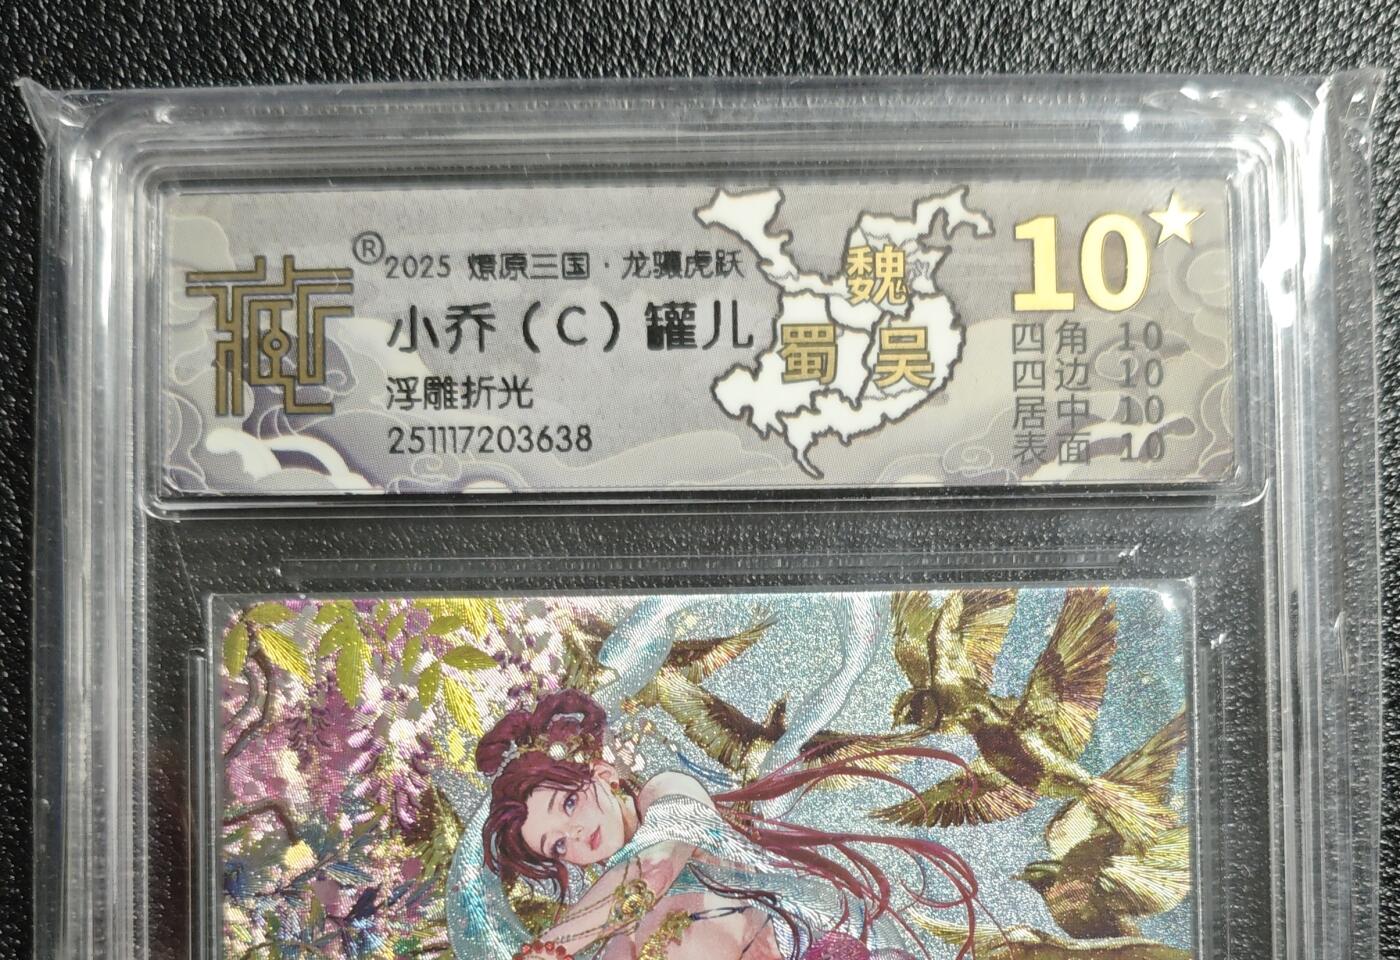 藏®
2025 燎原三国·龙骧虎跃
小乔（C）罐儿
浮雕折光
251117203638
魏
蜀 吴
10★
四角 10
四边 10
居中 10
表面 10